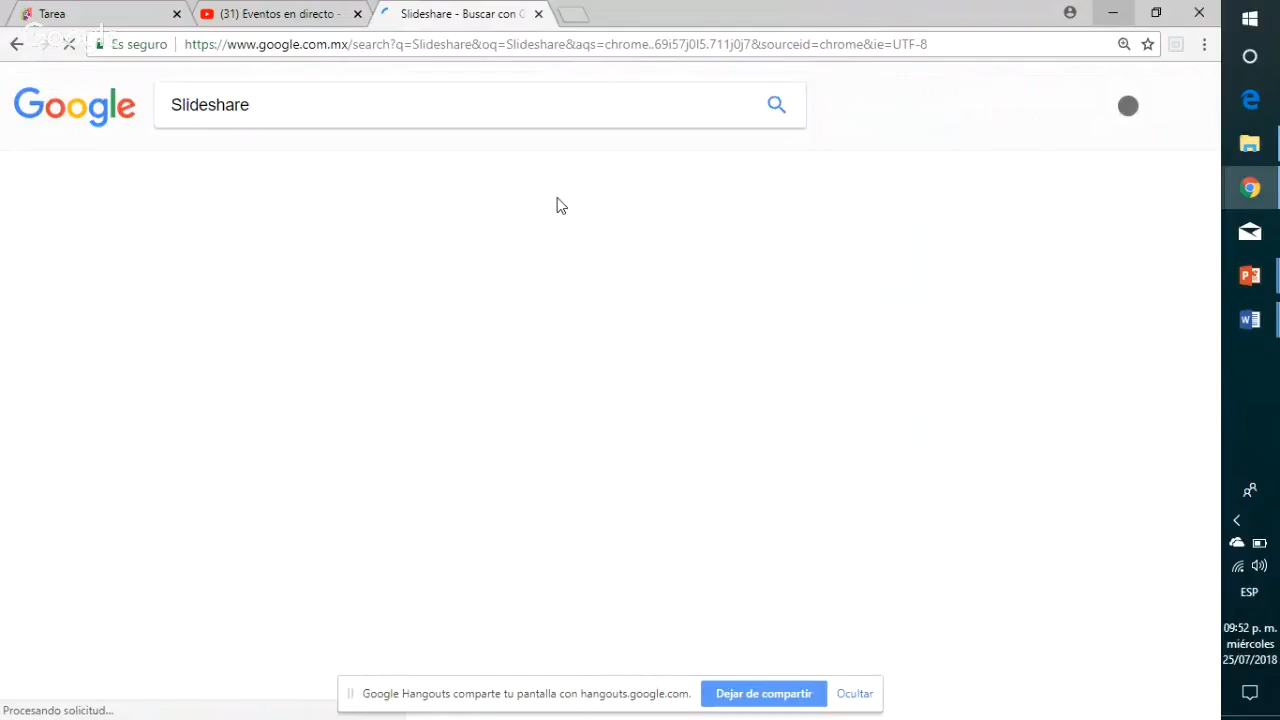 Tarea
(31) Eventos en directo -
Slideshare - Buscar con G
Es seguro
https://www.google.com.mx/search?q=Slideshare&oq=Slideshare&aqs=chrome..69i57j0l5.711j0j7&sourceid=chrome&ie=UTF-8
Google
Slideshare
ESP
09:52 p. m.
miércoles
25/07/2018
Google Hangouts comparte tu pantalla con hangouts.google.com.
Dejar de compartir
Ocultar
Procesando solicitud...